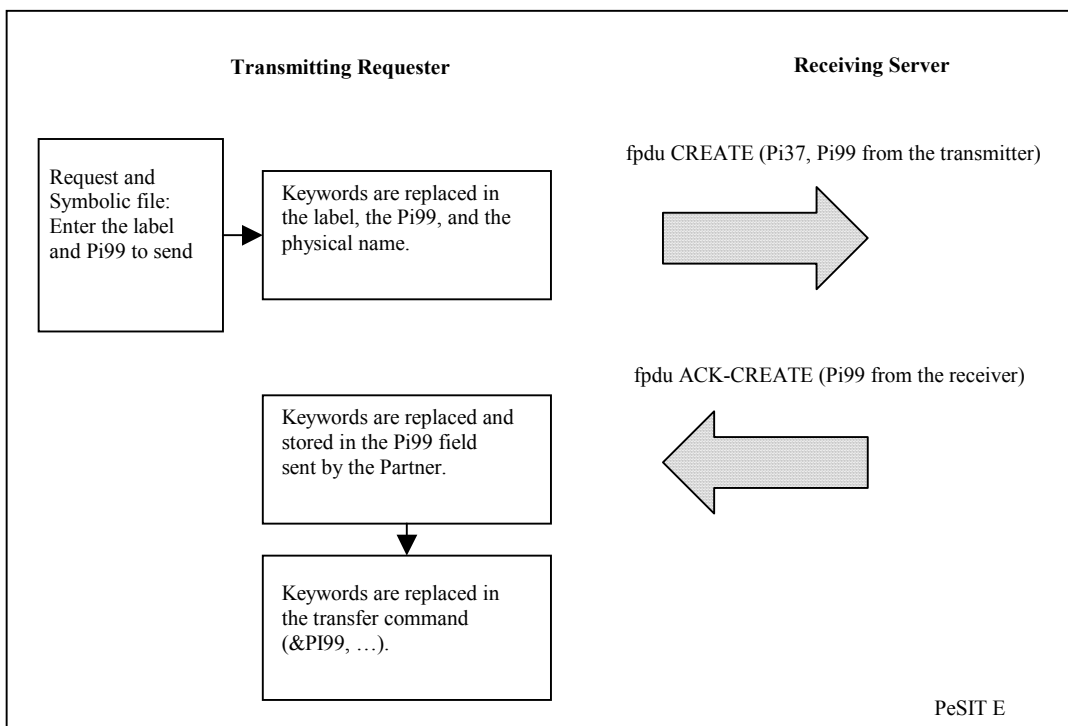 Transmitting Requester
Receiving Server
Request and
Symbolic file:
Enter the label
and Pi99 to send
Keywords are replaced in
the label, the Pi99, and the
physical name.
fpdu CREATE (Pi37, Pi99 from the transmitter)
fpdu ACK-CREATE (Pi99 from the receiver)
Keywords are replaced and
stored in the Pi99 field
sent by the Partner.
Keywords are replaced in
the transfer command
(&PI99, …).
PeSIT E